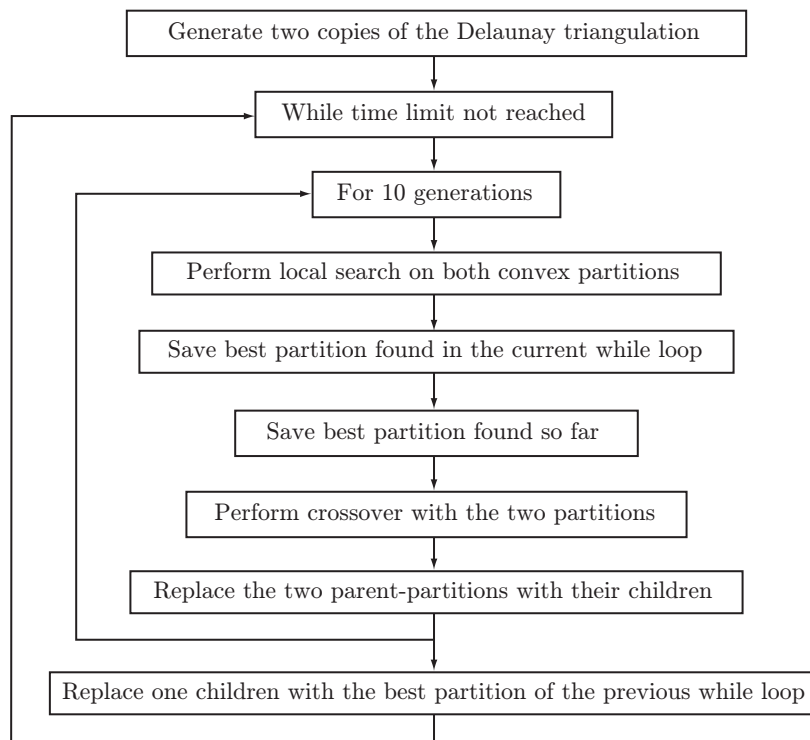 Generate two copies of the Delaunay triangulation
While time limit not reached
For 10 generations
Perform local search on both convex partitions
Save best partition found in the current while loop
Save best partition found so far
Perform crossover with the two partitions
Replace the two parent-partitions with their children
Replace one children with the best partition of the previous while loop